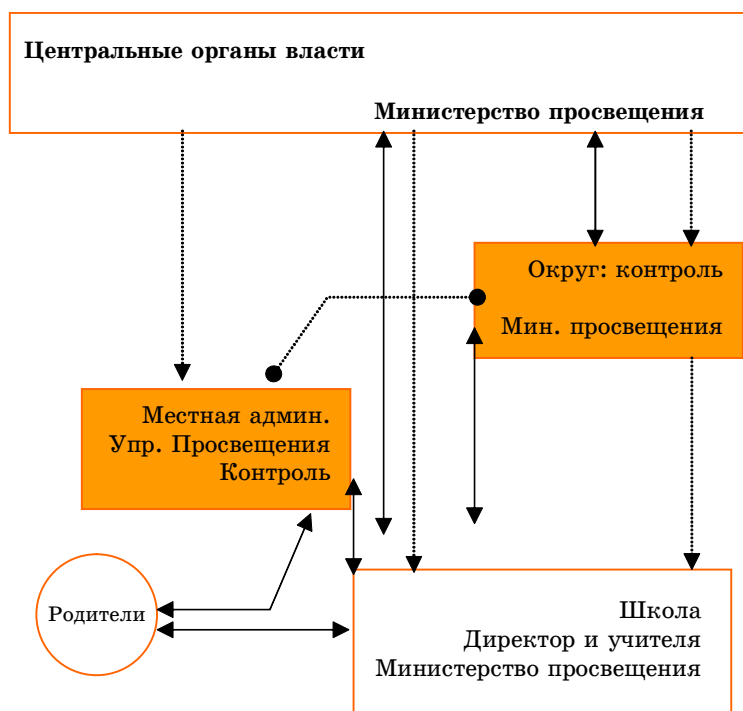 Центральные органы власти
Министерство просвещения
Округ: контроль
Мин. просвещения
Местная админ.
Упр. Просвещения
Контроль
Родители
Школа
Директор и учителя
Министерство просвещения